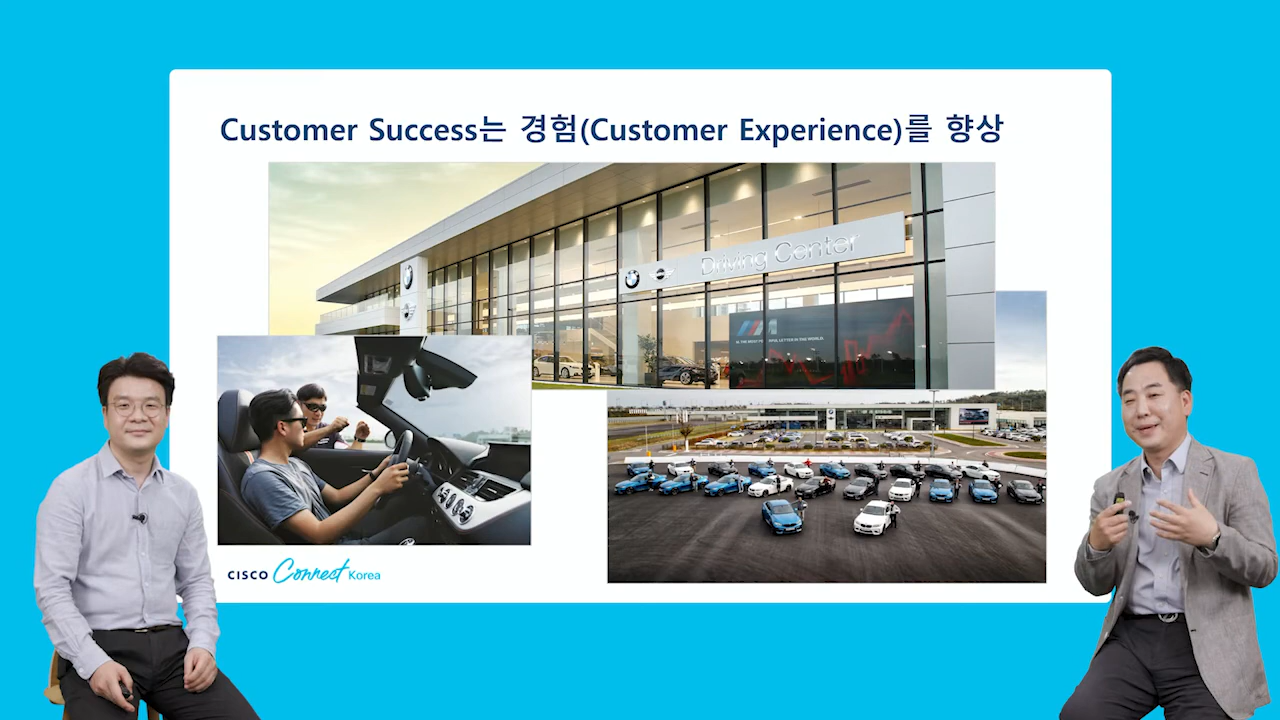 Customer Success는 경험(Customer Experience)를 향상
Driving Center
CISCO Connect Korea